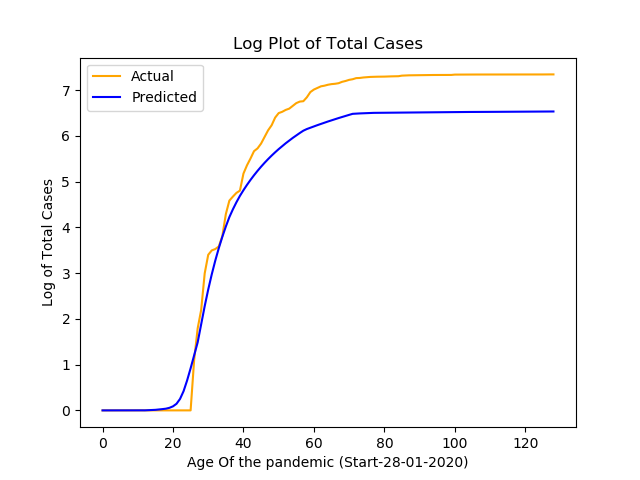 Log Plot of Total Cases
Actual
Predicted
Log of Total Cases
7
6
5
4
3
2
1
0
0 20 40 60 80 100 120
Age Of the pandemic (Start-28-01-2020)